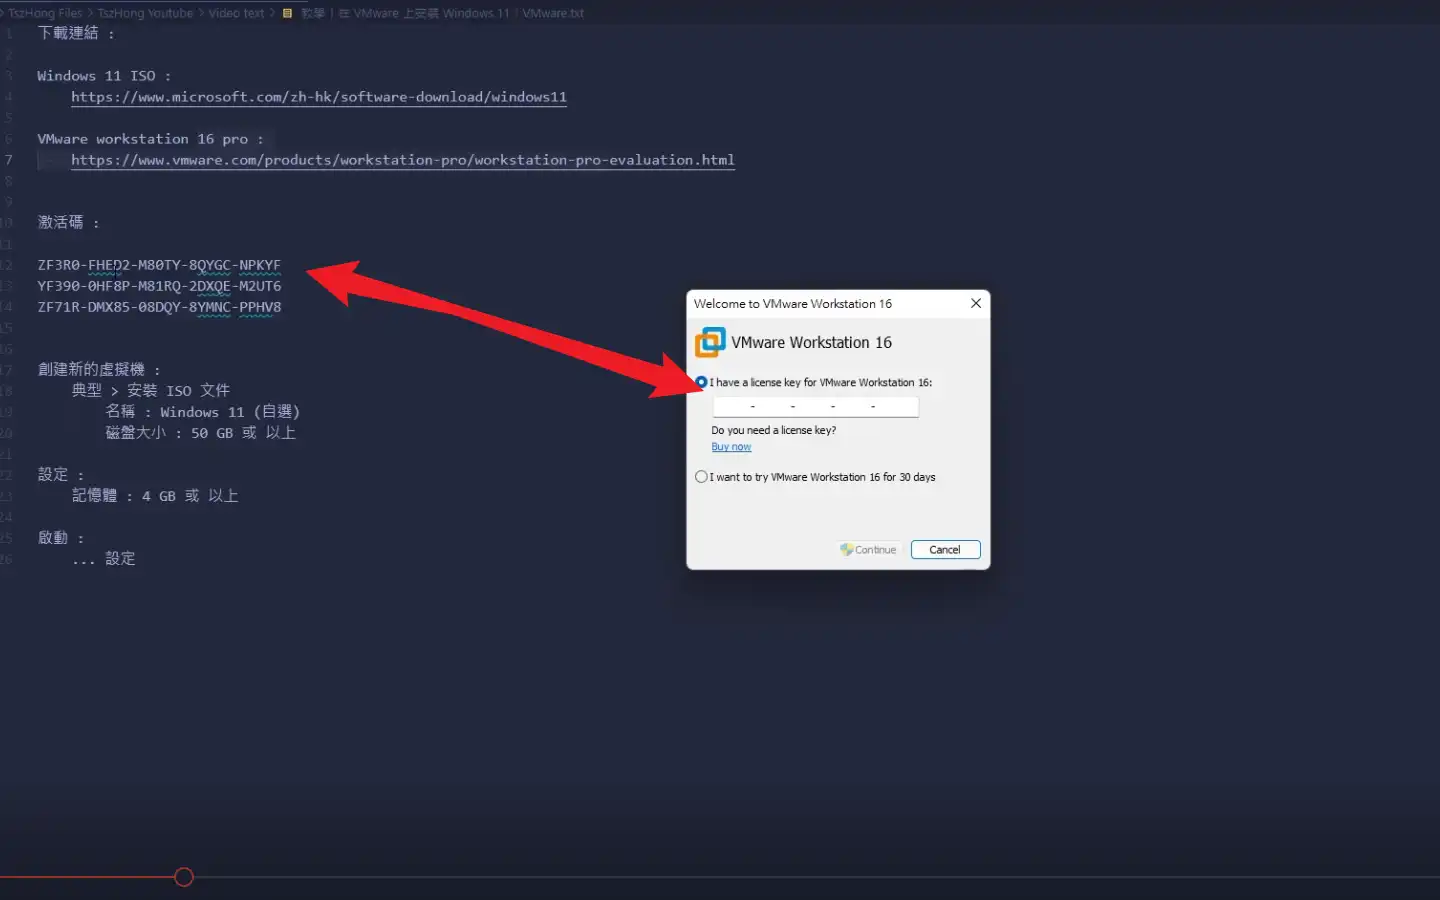 TszHong Files > TszHong Youtube > Video text > 教學 | 在 VMware 上安裝 Windows 11 | VMware.txt
1 下載連結 :
2
3 Windows 11 ISO :
4 https://www.microsoft.com/zh-hk/software-download/windows11
5
6 VMware workstation 16 pro :
7 https://www.vmware.com/products/workstation-pro/workstation-pro-evaluation.html
8
9
10 激活碼 :
11
12 ZF3R0-FHED2-M80TY-8QYGC-NPKYF
13 YF390-0HF8P-M81RQ-2DXQE-M2UT6
14 ZF71R-DMX85-08DQY-8YMNC-PPHV8
15
16
17 創建新的虛擬機 :
18 典型 > 安裝 ISO 文件
19 名稱 : Windows 11 (自選)
20 磁盤大小 : 50 GB 或 以上
21
22 設定 :
23 記憶體 : 4 GB 或 以上
24
25 啟動 :
26 ... 設定
Welcome to VMware Workstation 16
VMware Workstation 16
I have a license key for VMware Workstation 16:
- - - -
Do you need a license key?
Buy now
I want to try VMware Workstation 16 for 30 days
Continue
Cancel